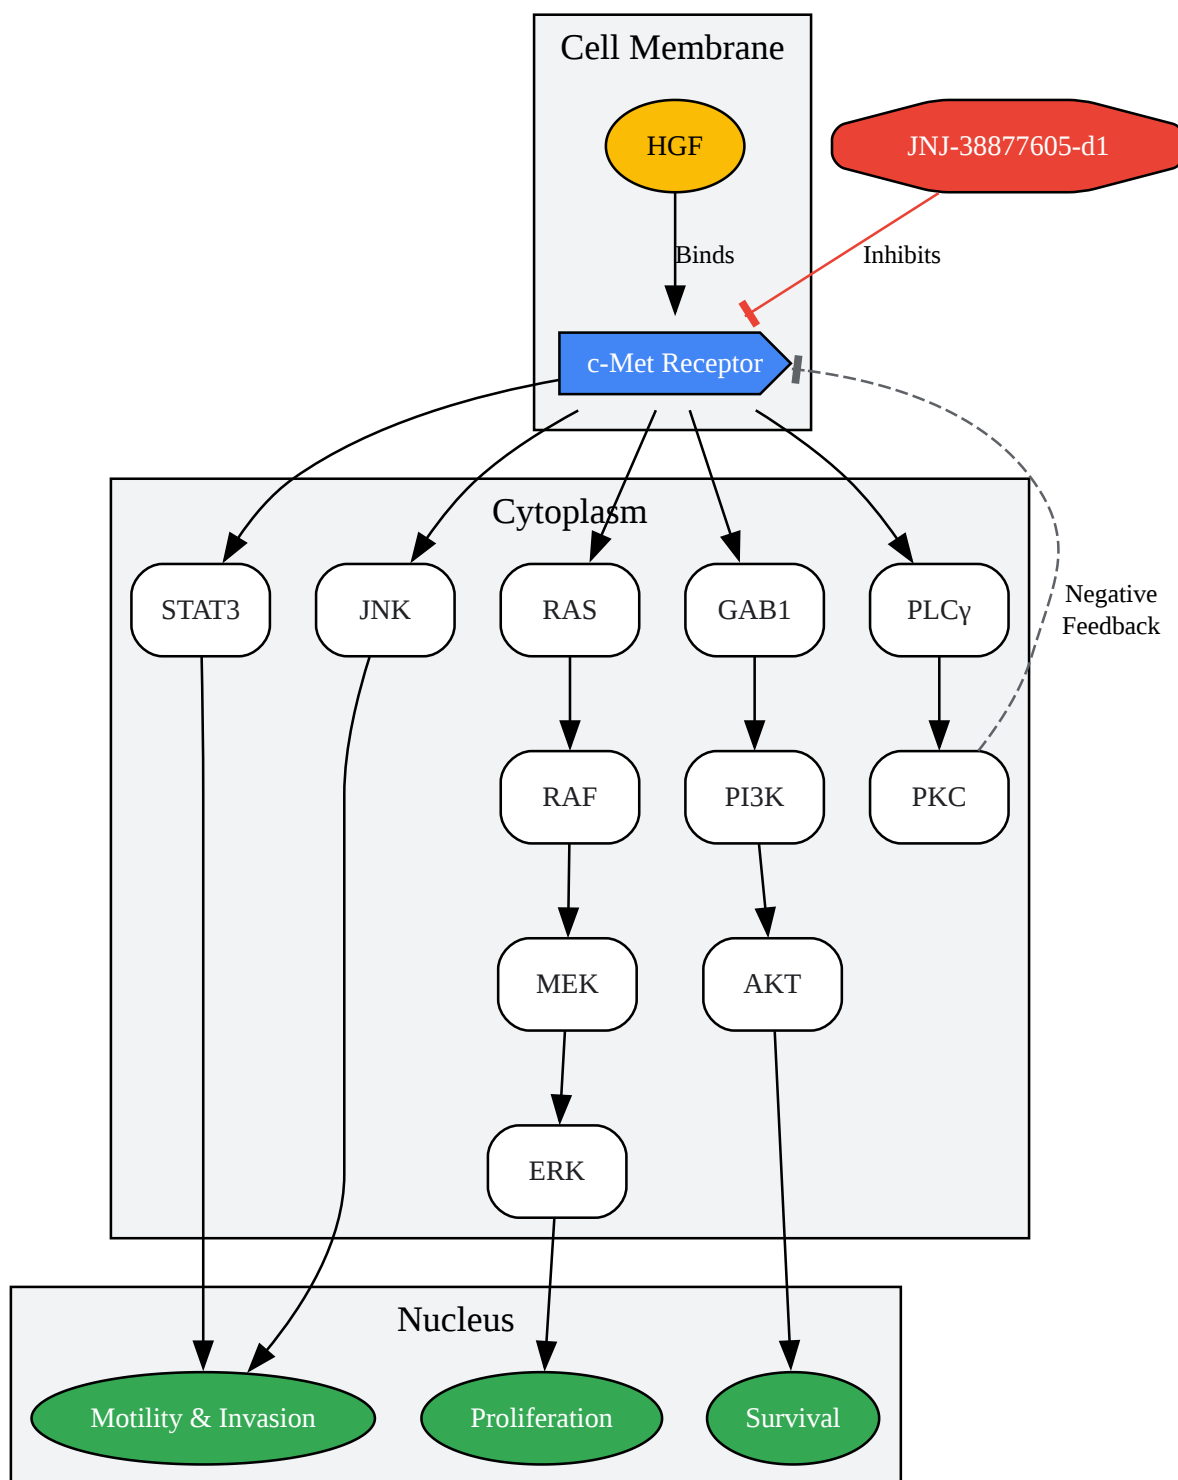 Cell Membrane
HGF
JNJ-38877605-d1
Binds
Inhibits
c-Met Receptor
Cytoplasm
STAT3
JNK
RAS
GAB1
PLCγ
Negative
Feedback
RAF
PI3K
PKC
MEK
AKT
ERK
Nucleus
Motility & Invasion
Proliferation
Survival